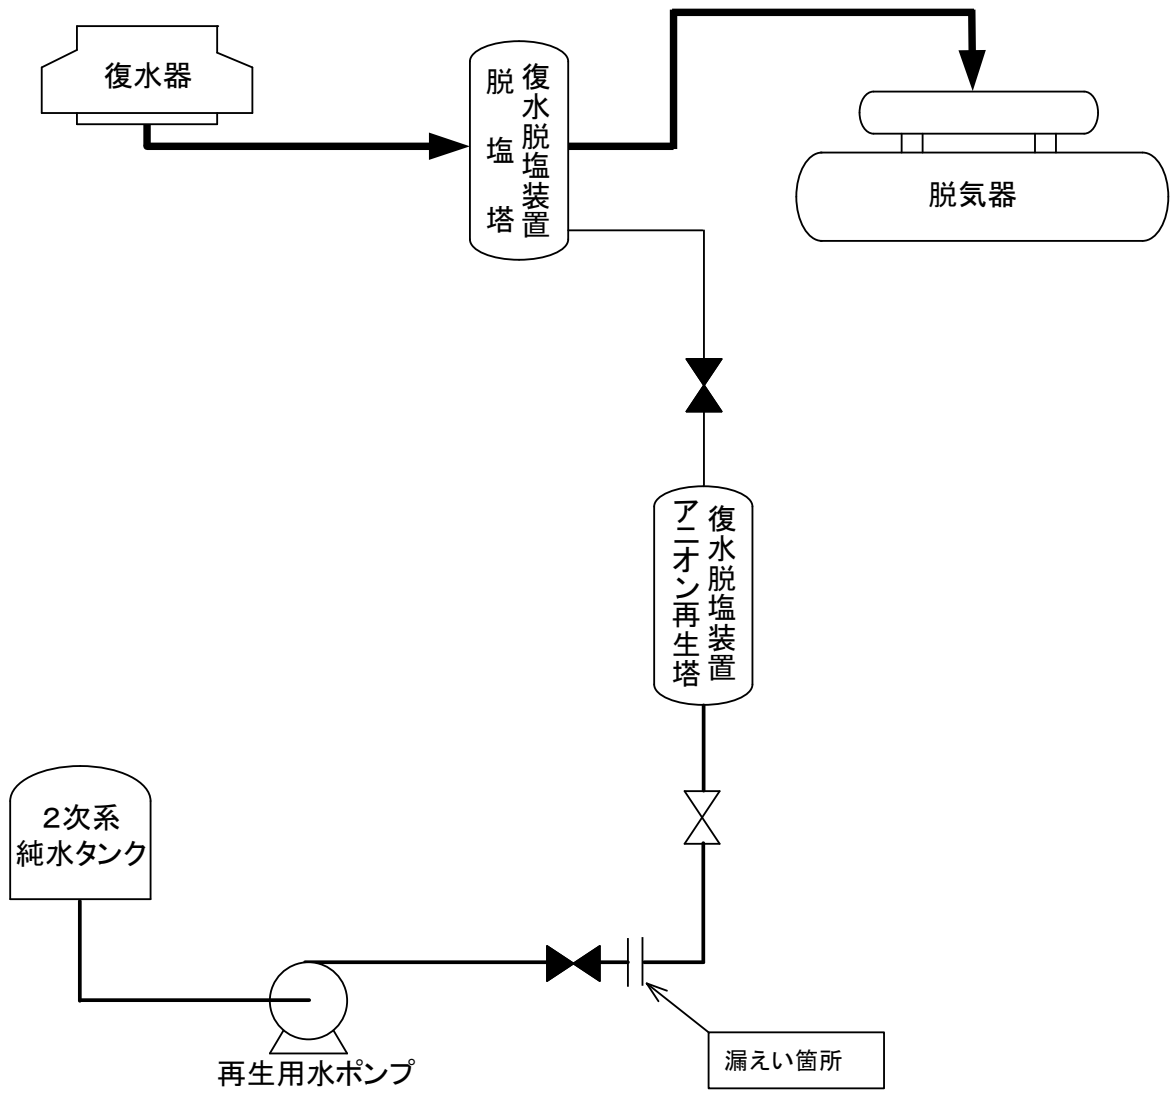 復水器
復水脱塩装置
脱塩塔
脱気器
復水脱塩装置
アニオン再生塔
2次系
純水タンク
再生用水ポンプ
漏えい箇所